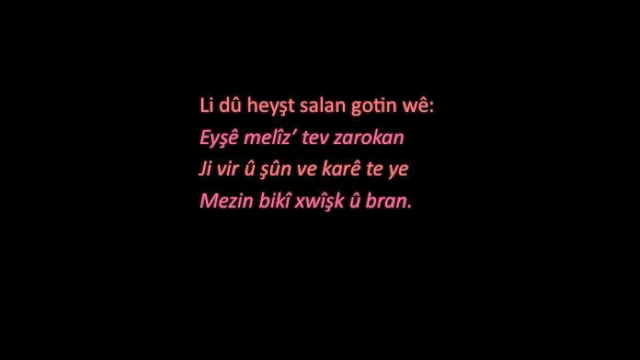 Li dû heyşt salan gotin wê:
Eyşê melîz’ tev zarokan
Ji vir û şûn ve karê te ye
Mezin bikî xwîşk û bran.